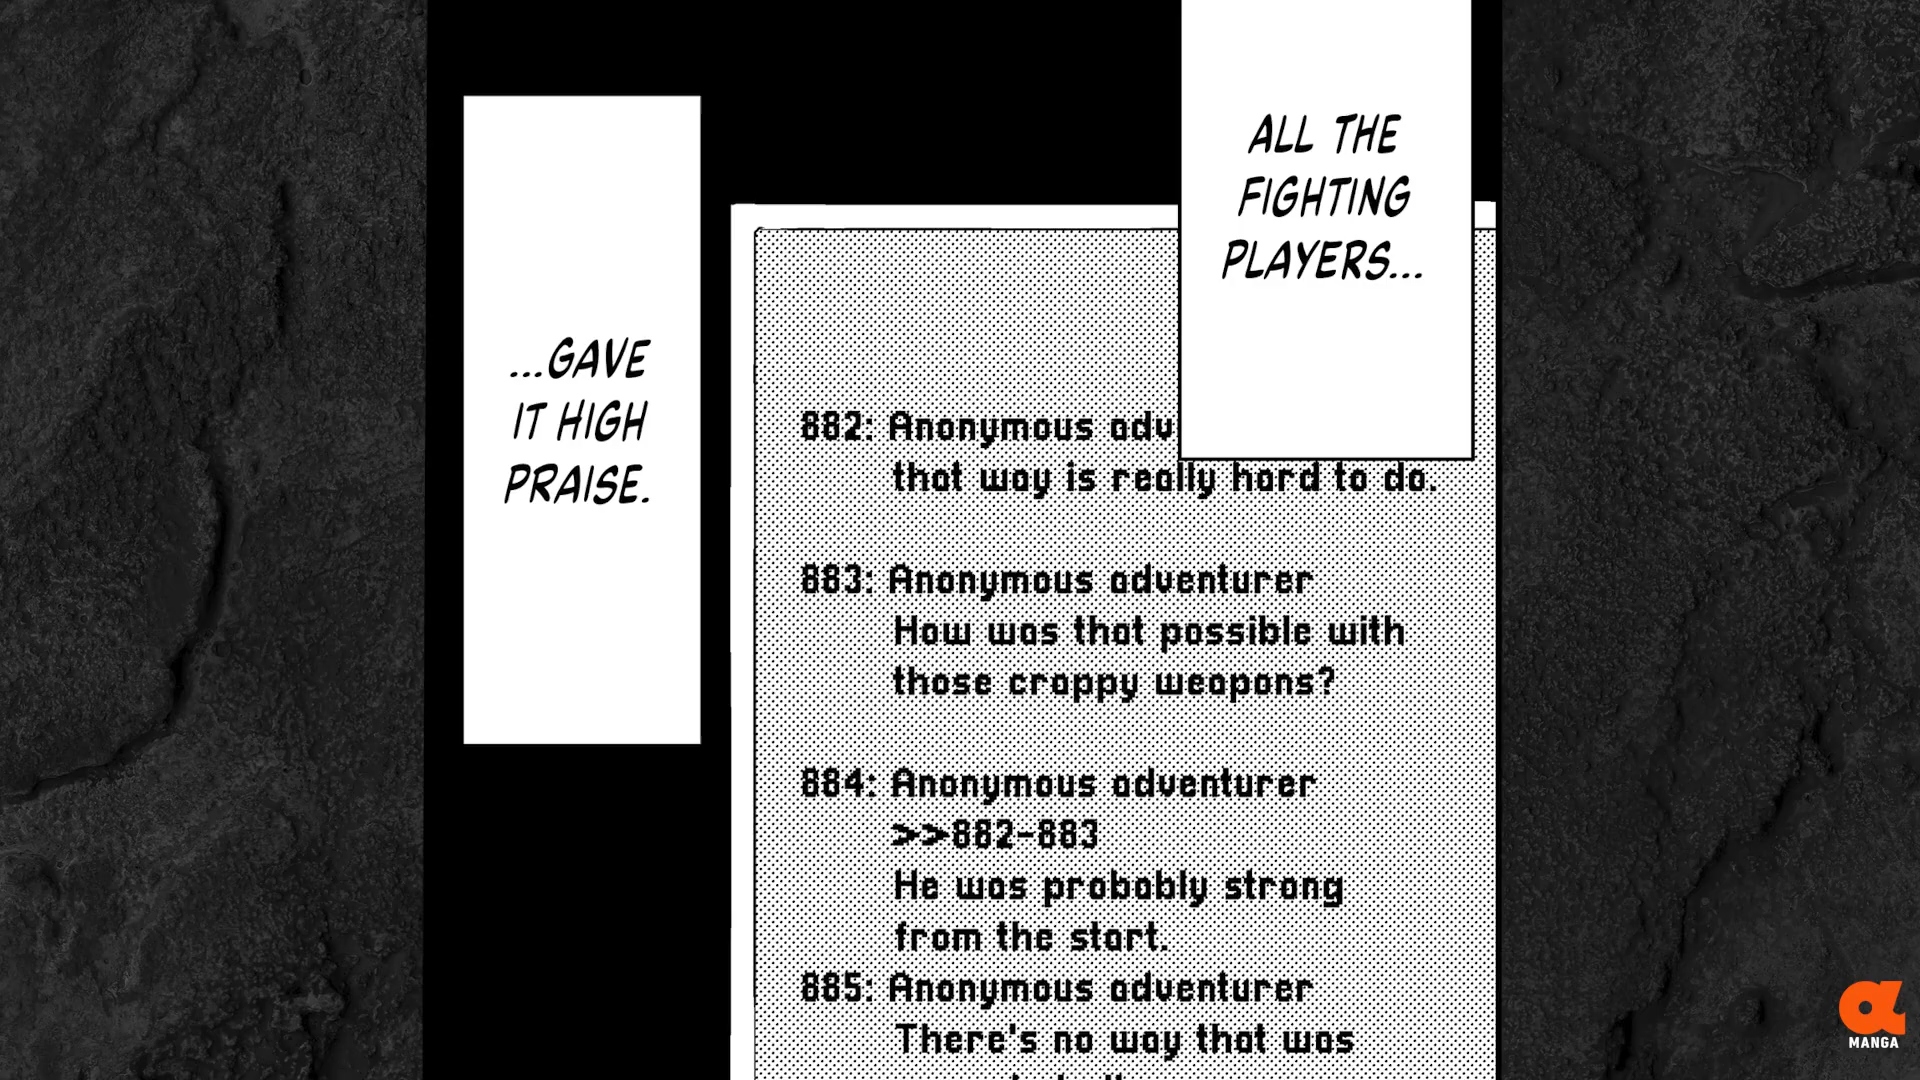 ALL THE
FIGHTING
PLAYERS...
...GAVE
IT HIGH
PRAISE.
882: Anonymous adv
that way is really hard to do.
883: Anonymous adventurer
How was that possible with
those crappy weapons?
884: Anonymous adventurer
>>882-883
He was probably strong
from the start.
885: Anonymous adventurer
There's no way that was
MANGA